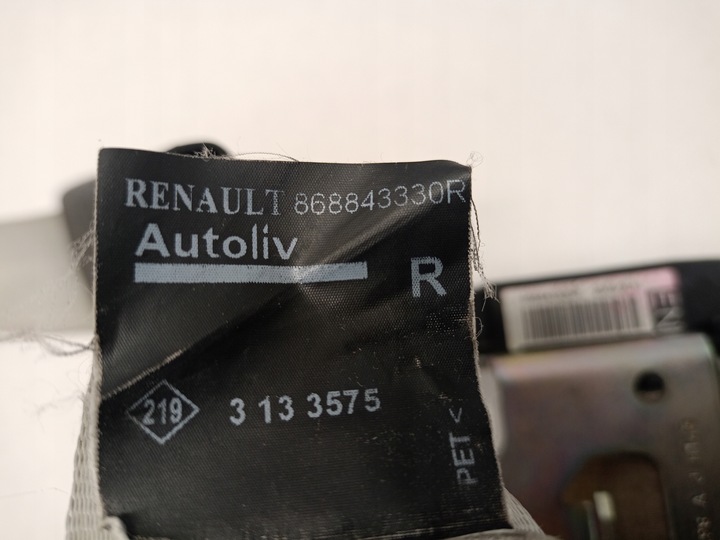 RENAULT 868843330R
Autoliv
R
219 3 13 3575
PET <